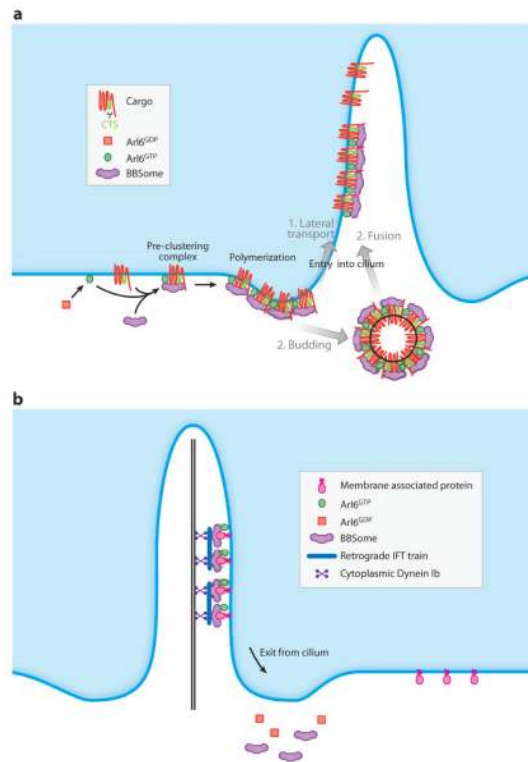 a
Cargo
CTS
Arl6GDP
Arl6GTP
BBSome
1. Lateral
transport
2. Fusion
Pre-clustering
complex
Polymerization
Entry into cilium
2. Budding
b
Membrane associated protein
Arl6GTP
Arl6GDP
BBSome
Retrograde IFT train
Cytoplasmic Dynein Ib
Exit from cilium